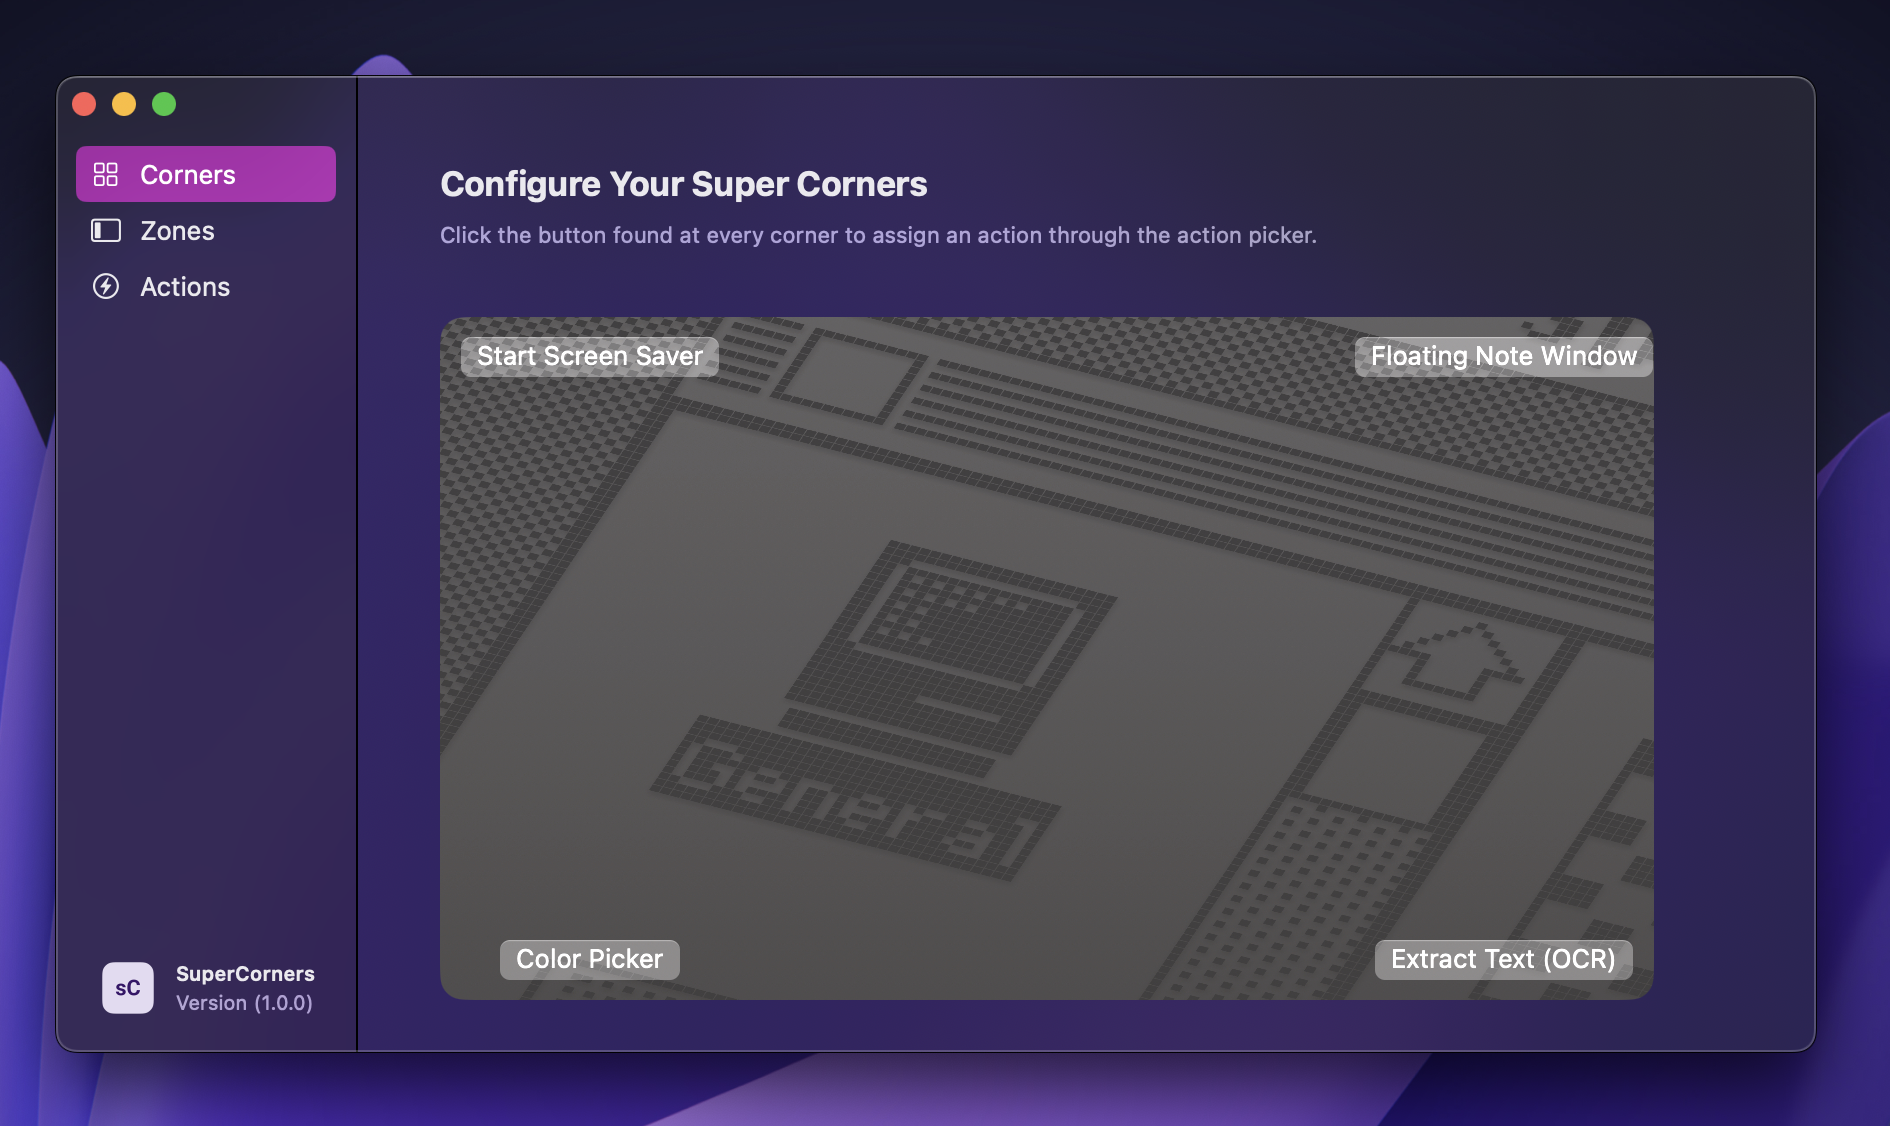 Corners
Zones
Actions
sC
SuperCorners
Version (1.0.0)
Configure Your Super Corners
Click the button found at every corner to assign an action through the action picker.
Start Screen Saver
Floating Note Window
General
Color Picker
Extract Text (OCR)